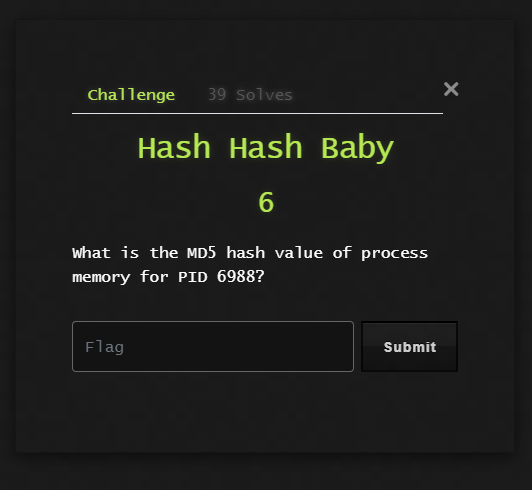 Challenge 39 Solves ×
Hash Hash Baby
6
What is the MD5 hash value of process
memory for PID 6988?
Flag Submit